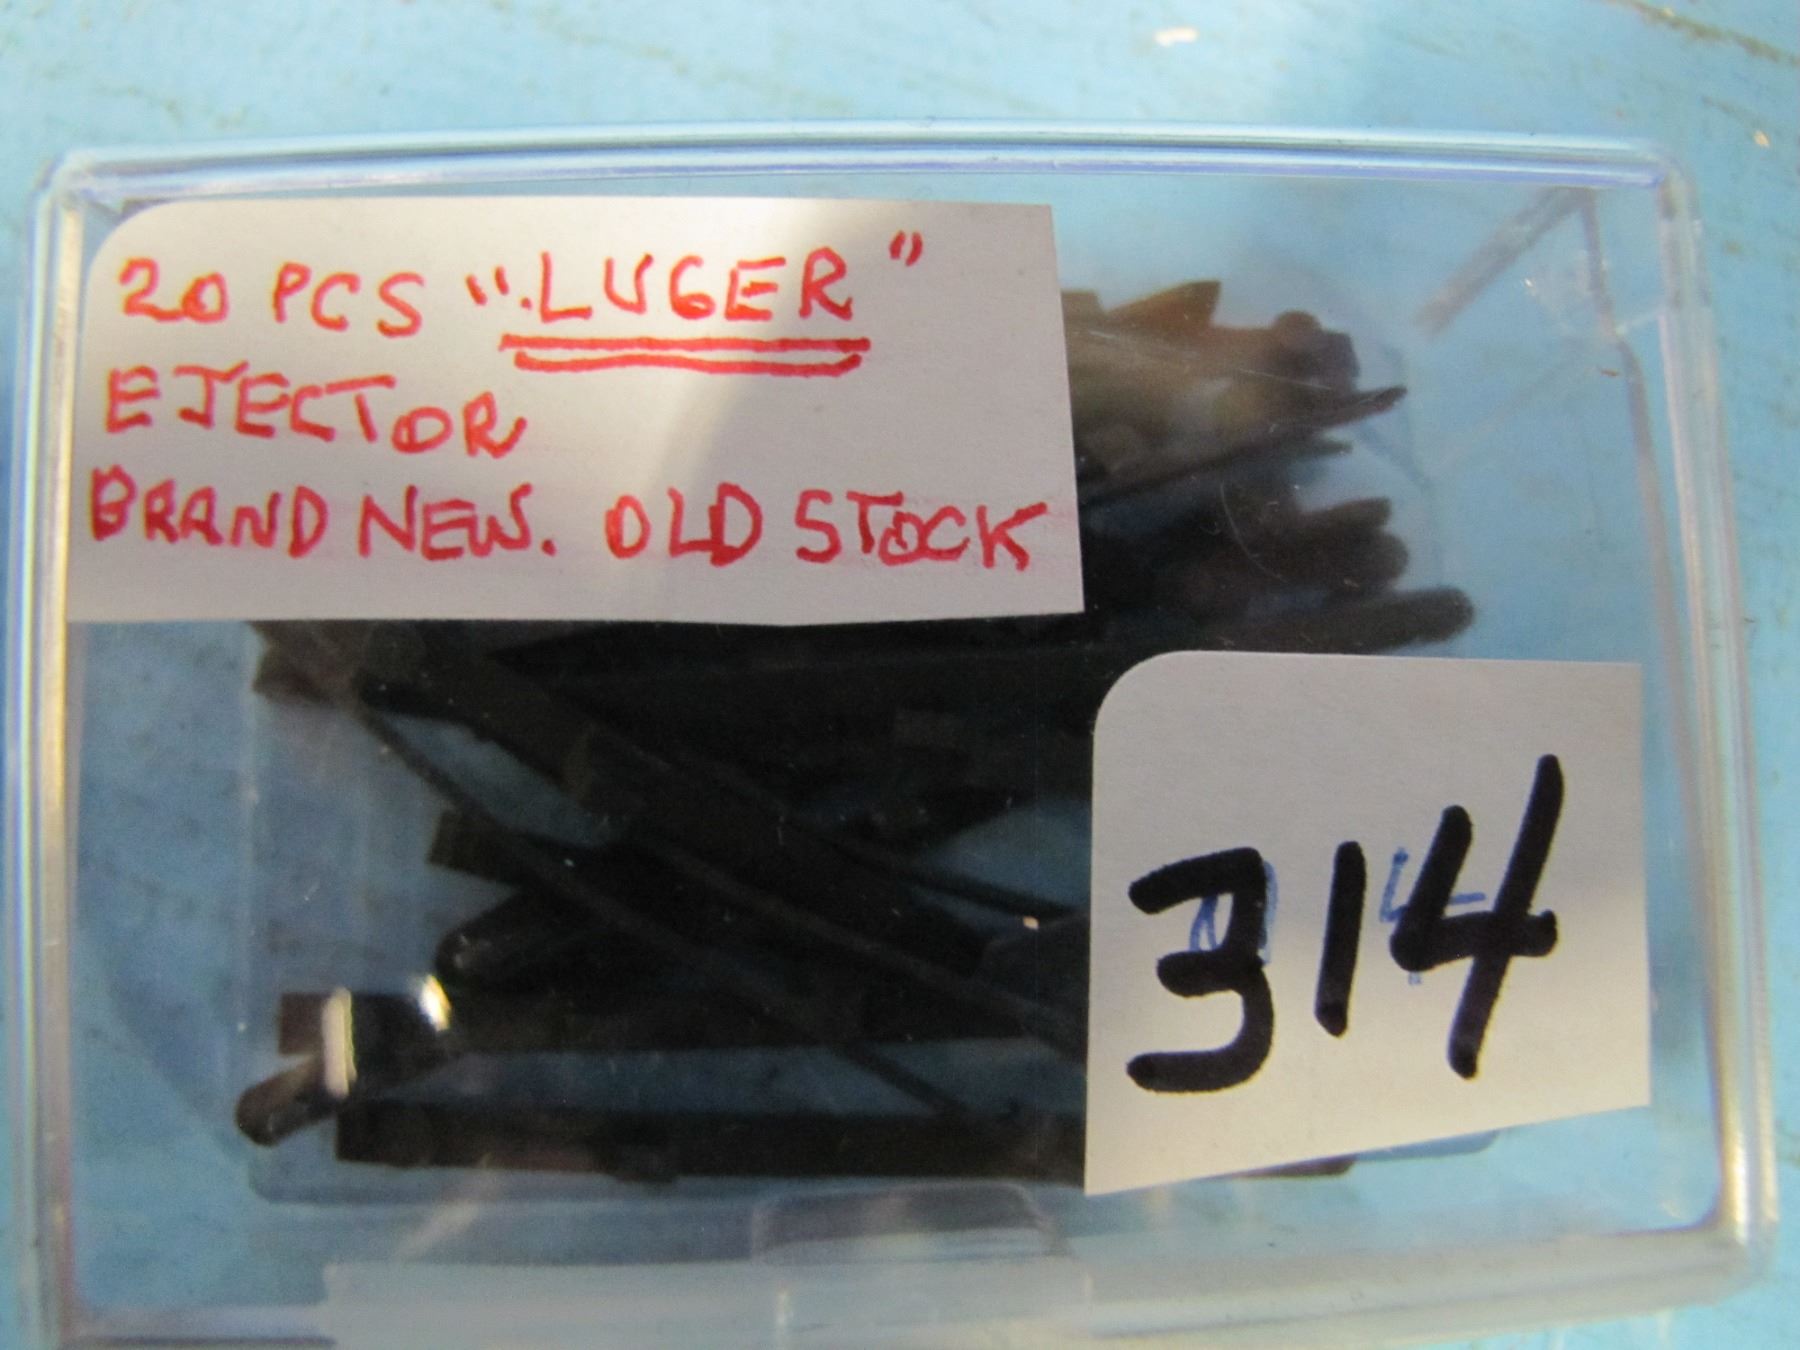 20 PCS "LUGER"
EJECTOR
BRAND NEW. OLD STOCK
314